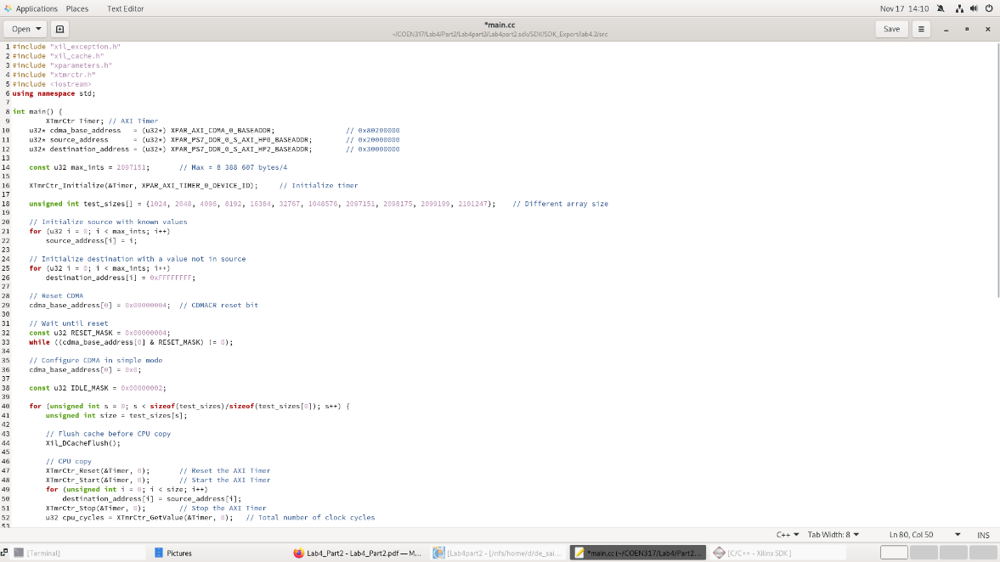 Applications Places Text Editor Nov 17 14:10
Open *main.cc Save
~/COEN317/Lab4/Part2/Lab4part2/Lab4part2.sdk/SDK/SDK_Export/lab4.2/src
1 #include "xil_exception.h"
2 #include "xil_cache.h"
3 #include "xparameters.h"
4 #include "xtmrctr.h"
5 #include <iostream>
6 using namespace std;
7
8 int main() {
9 XTmrCtr Timer; // AXI Timer
10 u32* cdma_base_address = (u32*) XPAR_AXI_CDMA_0_BASEADDR; // 0x80200000
11 u32* source_address = (u32*) XPAR_PS7_DDR_0_S_AXI_HP0_BASEADDR; // 0x20000000
12 u32* destination_address = (u32*) XPAR_PS7_DDR_0_S_AXI_HP2_BASEADDR; // 0x30000000
13
14 const u32 max_ints = 2097151; // Max = 8 388 607 bytes/4
15
16 XTmrCtr_Initialize(&Timer, XPAR_AXI_TIMER_0_DEVICE_ID); // Initialize timer
17
18 unsigned int test_sizes[] = {1024, 2048, 4096, 8192, 16384, 32767, 1048576, 2097151, 2098175, 2099199, 2101247}; // Different array size
19
20 // Initialize source with known values
21 for (u32 i = 0; i < max_ints; i++)
22 source_address[i] = i;
23
24 // Initialize destination with a value not in source
25 for (u32 i = 0; i < max_ints; i++)
26 destination_address[i] = 0xFFFFFFFF;
27
28 // Reset CDMA
29 cdma_base_address[0] = 0x00000004; // CDMACR reset bit
30
31 // Wait until reset
32 const u32 RESET_MASK = 0x00000004;
33 while ((cdma_base_address[0] & RESET_MASK) != 0);
34
35 // Configure CDMA in simple mode
36 cdma_base_address[0] = 0x0;
37
38 const u32 IDLE_MASK = 0x00000002;
39
40 for (unsigned int s = 0; s < sizeof(test_sizes)/sizeof(test_sizes[0]); s++) {
41 unsigned int size = test_sizes[s];
42
43 // Flush cache before CPU copy
44 Xil_DCacheFlush();
45
46 // CPU copy
47 XTmrCtr_Reset(&Timer, 0); // Reset the AXI Timer
48 XTmrCtr_Start(&Timer, 0); // Start the AXI Timer
49 for (unsigned int i = 0; i < size; i++)
50 destination_address[i] = source_address[i];
51 XTmrCtr_Stop(&Timer, 0); // Stop the AXI Timer
52 u32 cpu_cycles = XTmrCtr_GetValue(&Timer, 0); // Total number of clock cycles
53
C++ Tab Width: 8 Ln 80, Col 50 INS
[Terminal] Pictures Lab4_Part2 - Lab4_Part2.pdf — M... [Lab4part2 - [/nfs/home/d/de_sai... *main.cc (~/COEN317/Lab4/Part2... [C/C++ - Xilinx SDK ]